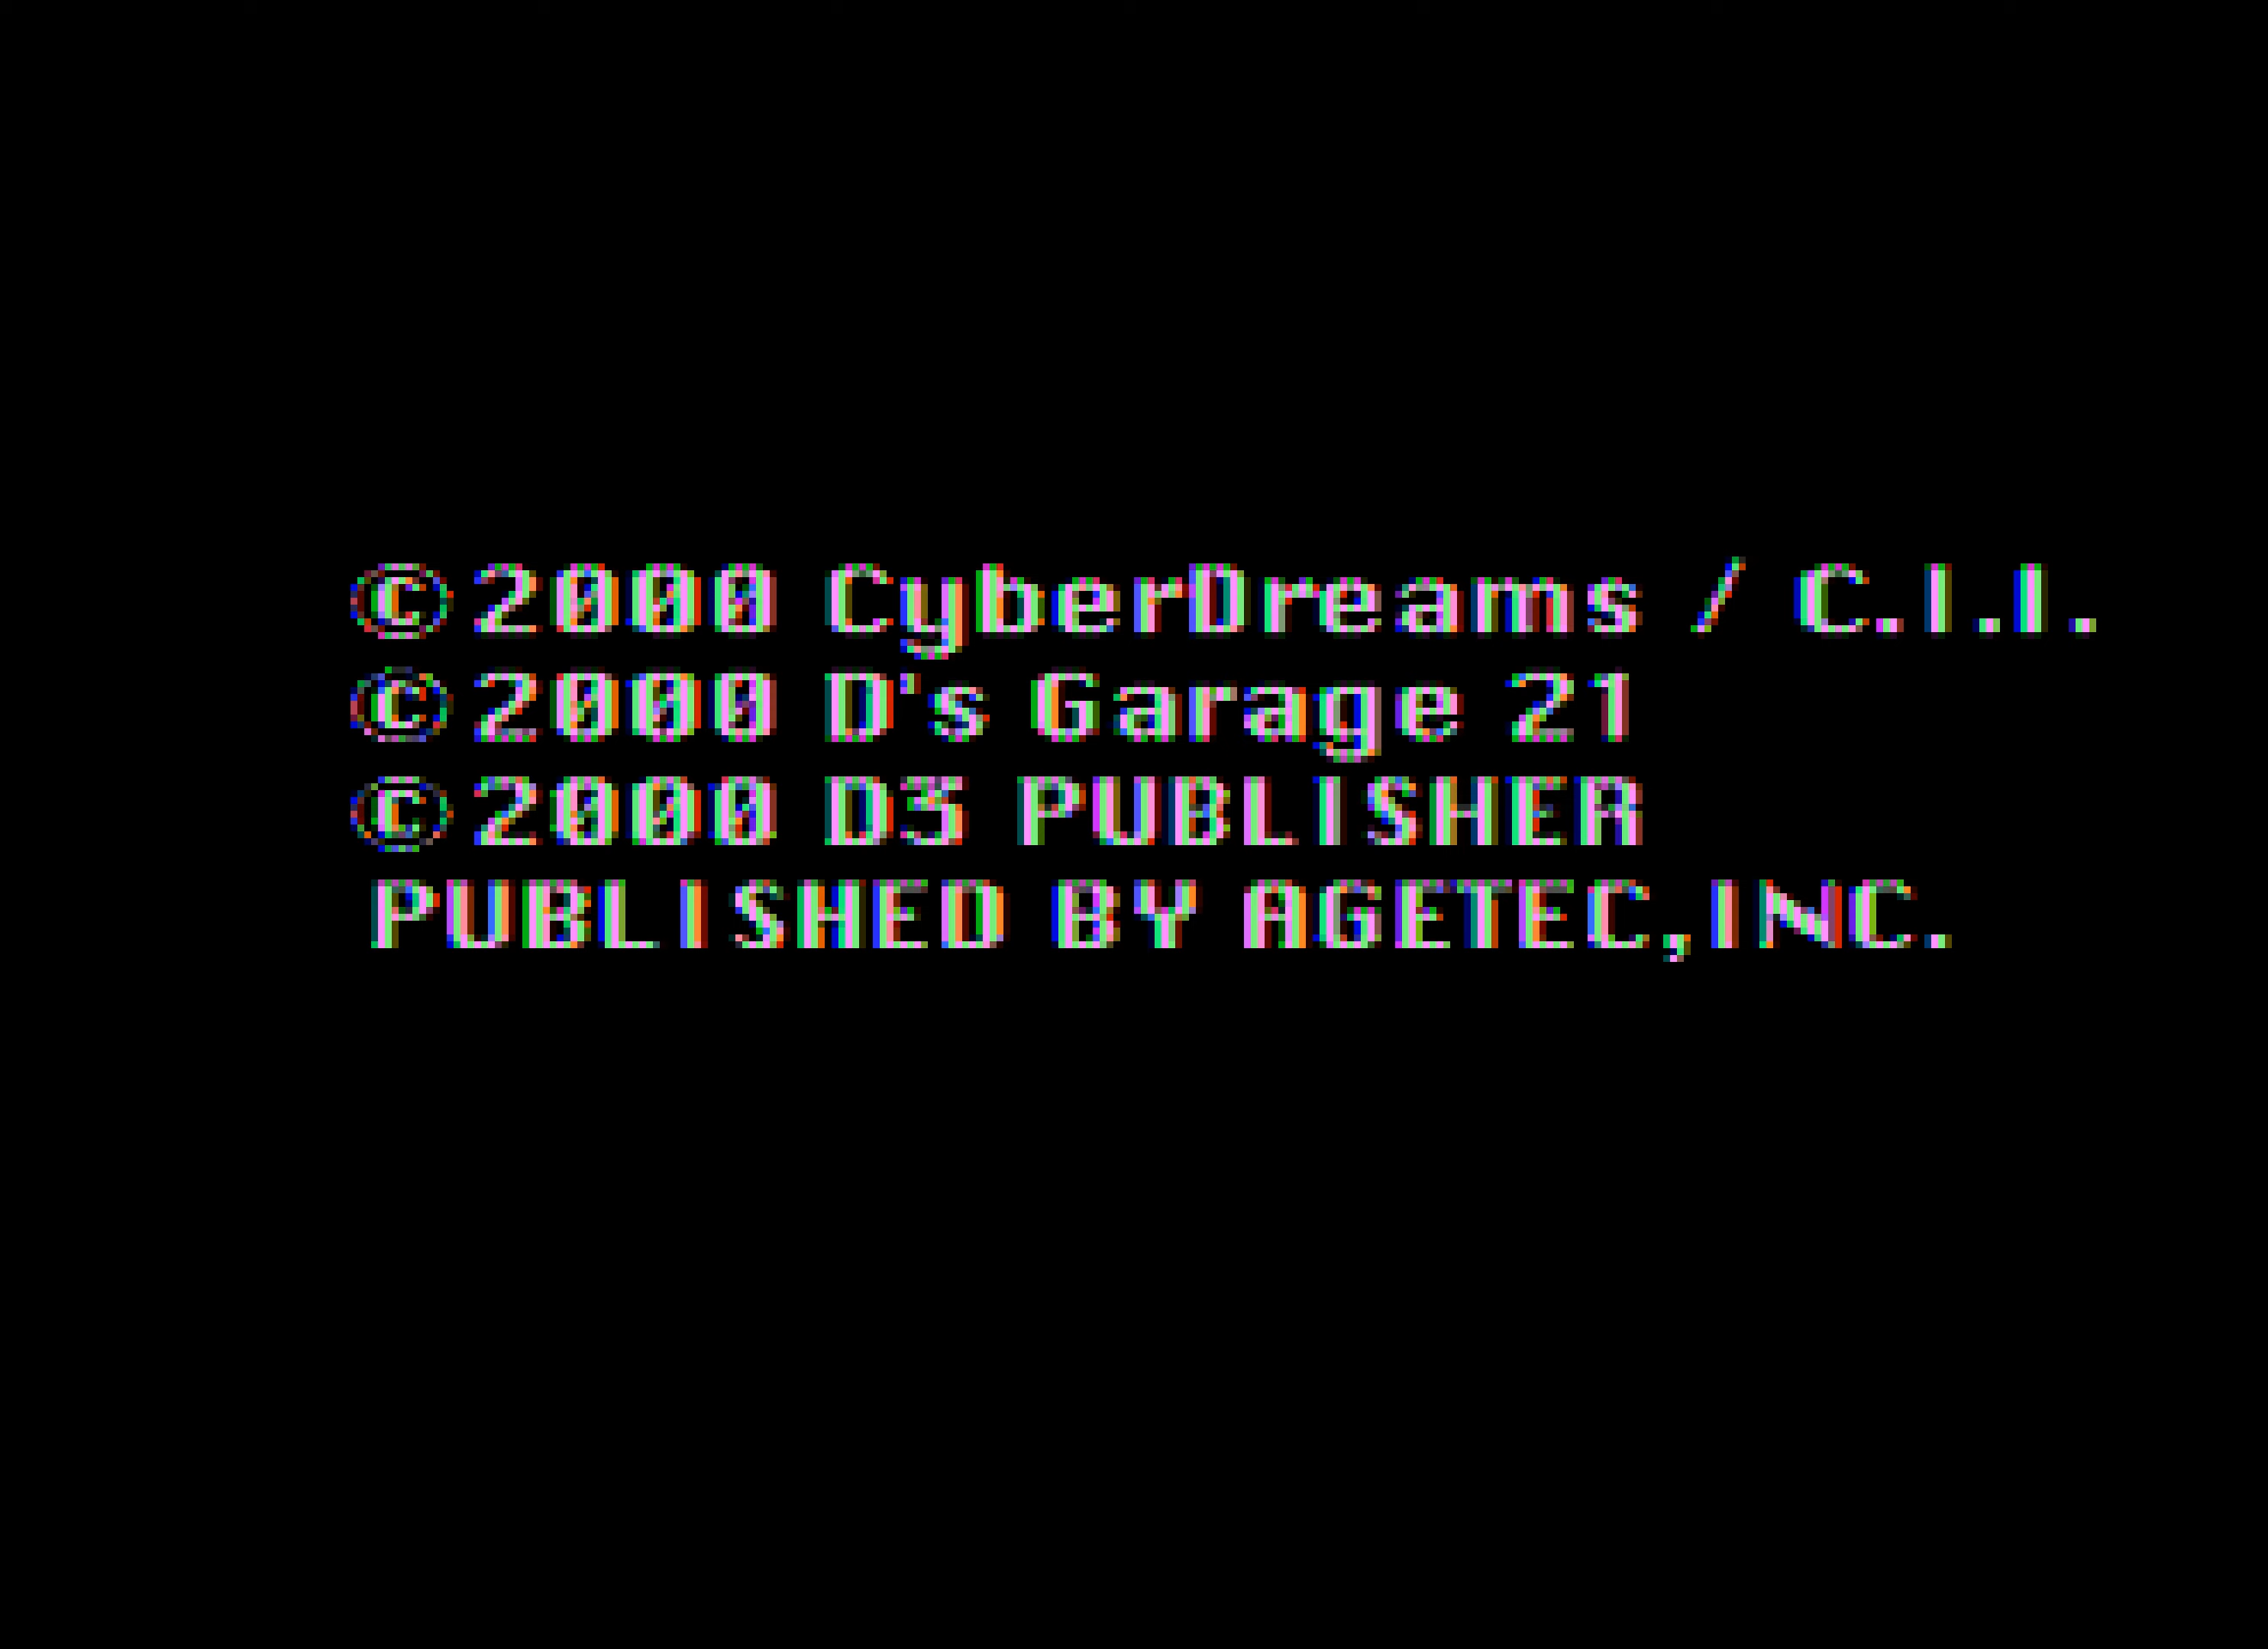 ©2000 CyberDreams / C.I.I.
©2000 D's Garage 21
©2000 D3 PUBLISHER
PUBLISHED BY AGETEC,INC.